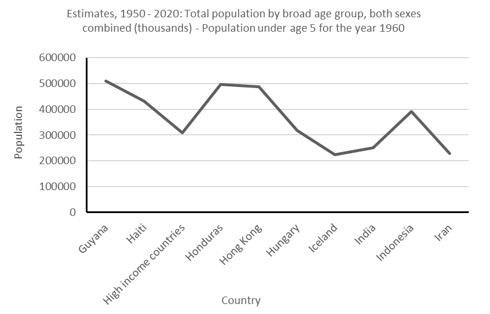 Estimates, 1950 - 2020: Total population by broad age group, both sexes
combined (thousands) - Population under age 5 for the year 1960
Population
600000
500000
400000
300000
200000
100000
0
Guyana
Haiti
High income countries
Honduras
Hong Kong
Hungary
Iceland
India
Indonesia
Iran
Country